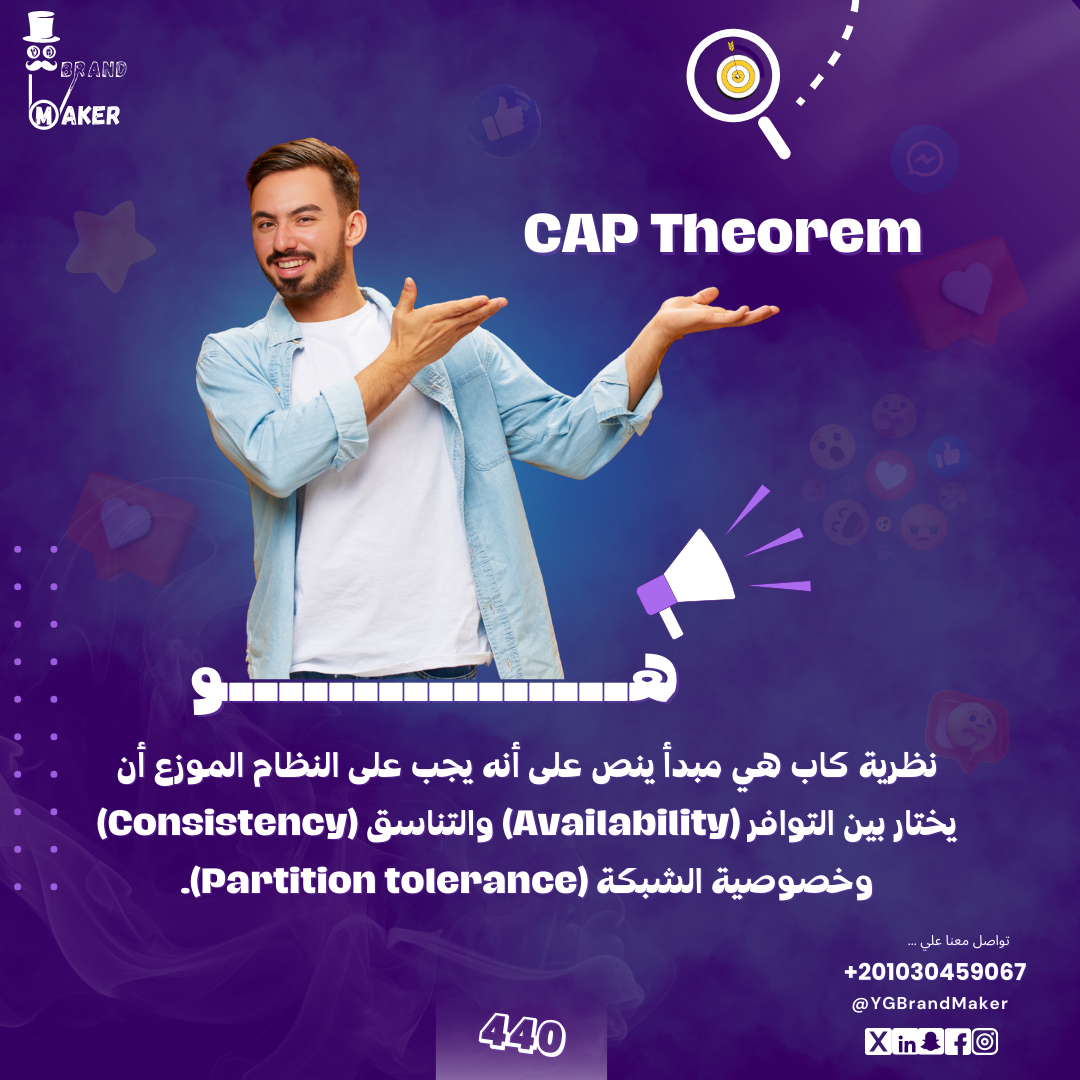 BRAND
MAKER
CAP Theorem
هـــــــــــــــــو
نظرية كاب هي مبدأ ينص على أنه يجب على النظام الموزع أن
يختار بين التوافر (Availability) والتناسق (Consistency)
وخصوصية الشبكة (Partition tolerance).
تواصل معنا علي ...
+201030459067
@YGBrandMaker
440